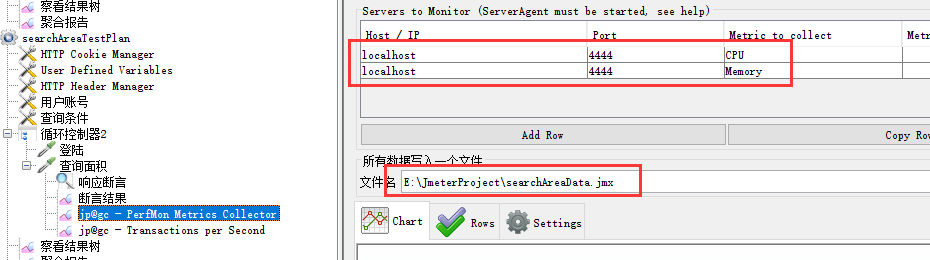 察看结果树
聚合报告
searchAreaTestPlan
HTTP Cookie Manager
User Defined Variables
HTTP Header Manager
用户账号
查询条件
循环控制器2
登陆
查询面积
响应断言
断言结果
jp@gc - PerfMon Metrics Collector
jp@gc - Transactions per Second
察看结果树
Servers to Monitor (ServerAgent must be started, see help)
Host / IP Port Metric to collect
localhost 4444 CPU
localhost 4444 Memory
Add Row
所有数据写入一个文件
文件名 E:\JmeterProject\searchAreaData.jmx
Chart Rows Settings